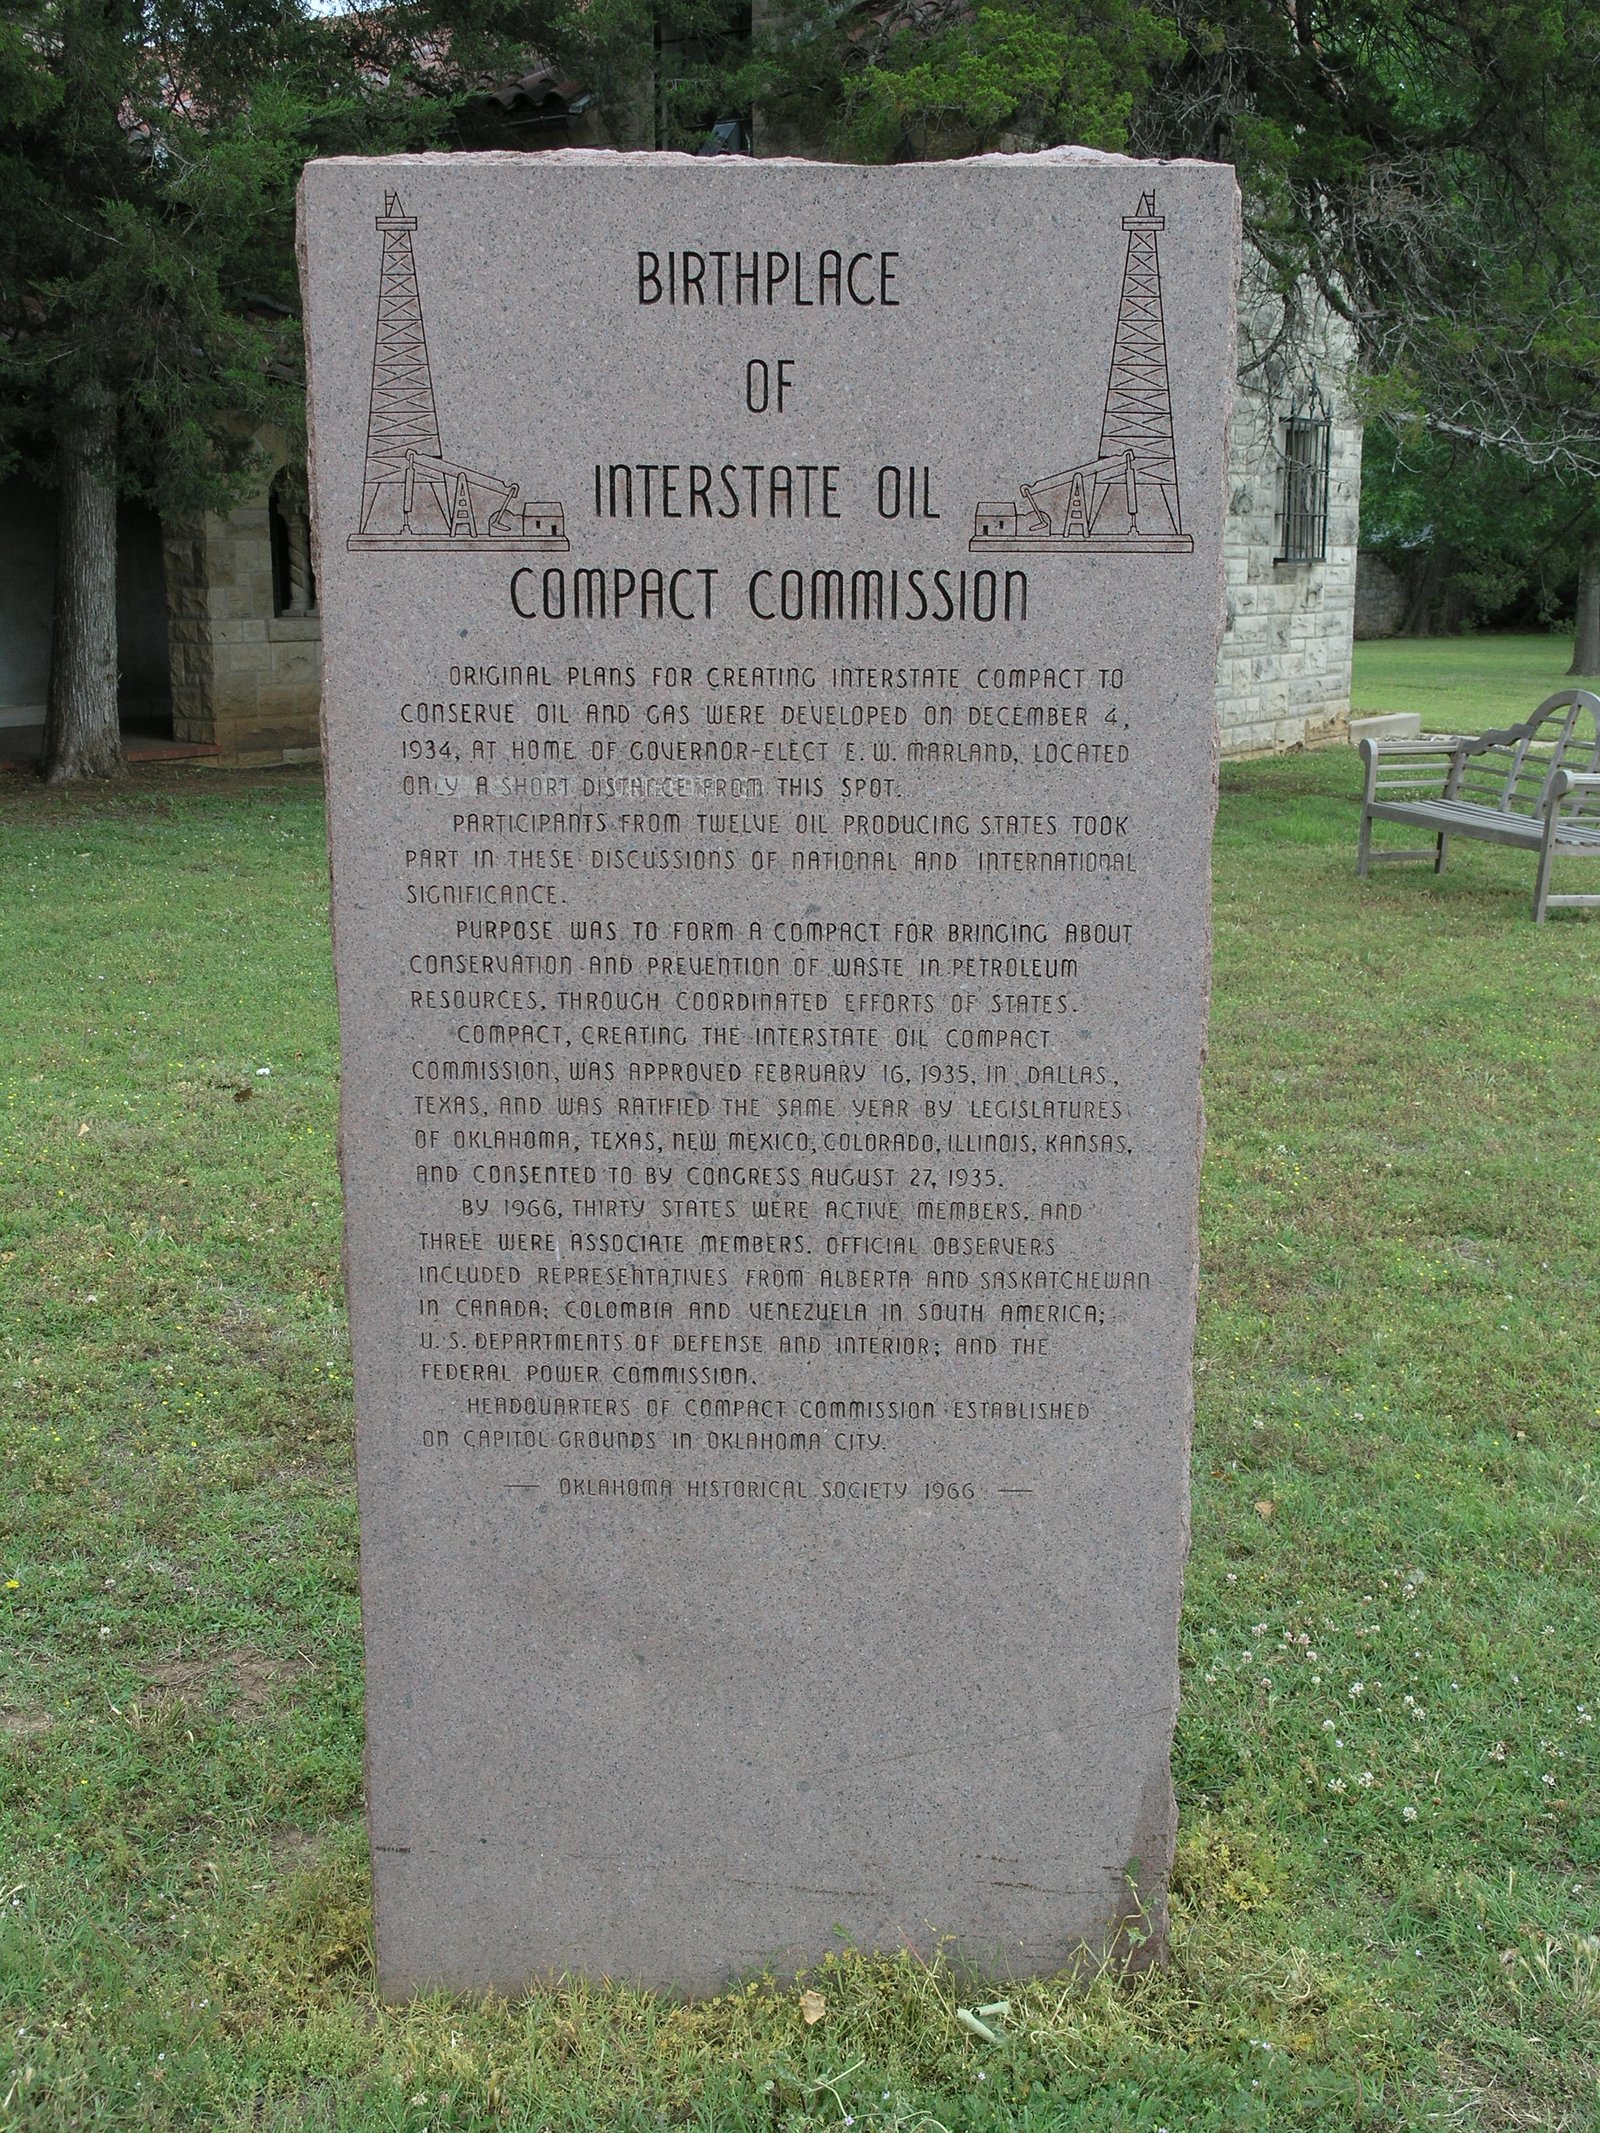 BIRTHPLACE
OF
INTERSTATE OIL
COMPACT COMMISSION
ORIGINAL PLANS FOR CREATING INTERSTATE COMPACT TO
CONSERVE OIL AND GAS WERE DEVELOPED ON DECEMBER 4,
1934, AT HOME OF GOVERNOR-ELECT E. W. MARLAND, LOCATED
ONLY A SHORT DISTANCE FROM THIS SPOT.
PARTICIPANTS FROM TWELVE OIL PRODUCING STATES TOOK
PART IN THESE DISCUSSIONS OF NATIONAL AND INTERNATIONAL
SIGNIFICANCE.
PURPOSE WAS TO FORM A COMPACT FOR BRINGING ABOUT
CONSERVATION AND PREVENTION OF WASTE IN PETROLEUM
RESOURCES, THROUGH COORDINATED EFFORTS OF STATES.
COMPACT, CREATING THE INTERSTATE OIL COMPACT
COMMISSION, WAS APPROVED FEBRUARY 16, 1935, IN DALLAS,
TEXAS, AND WAS RATIFIED THE SAME YEAR BY LEGISLATURES
OF OKLAHOMA, TEXAS, NEW MEXICO, COLORADO, ILLINOIS, KANSAS,
AND CONSENTED TO BY CONGRESS AUGUST 27, 1935.
BY 1966, THIRTY STATES WERE ACTIVE MEMBERS, AND
THREE WERE ASSOCIATE MEMBERS. OFFICIAL OBSERVERS
INCLUDED REPRESENTATIVES FROM ALBERTA AND SASKATCHEWAN
IN CANADA; COLOMBIA AND VENEZUELA IN SOUTH AMERICA;
U. S. DEPARTMENTS OF DEFENSE AND INTERIOR; AND THE
FEDERAL POWER COMMISSION.
HEADQUARTERS OF COMPACT COMMISSION ESTABLISHED
ON CAPITOL GROUNDS IN OKLAHOMA CITY.
— OKLAHOMA HISTORICAL SOCIETY 1966 —